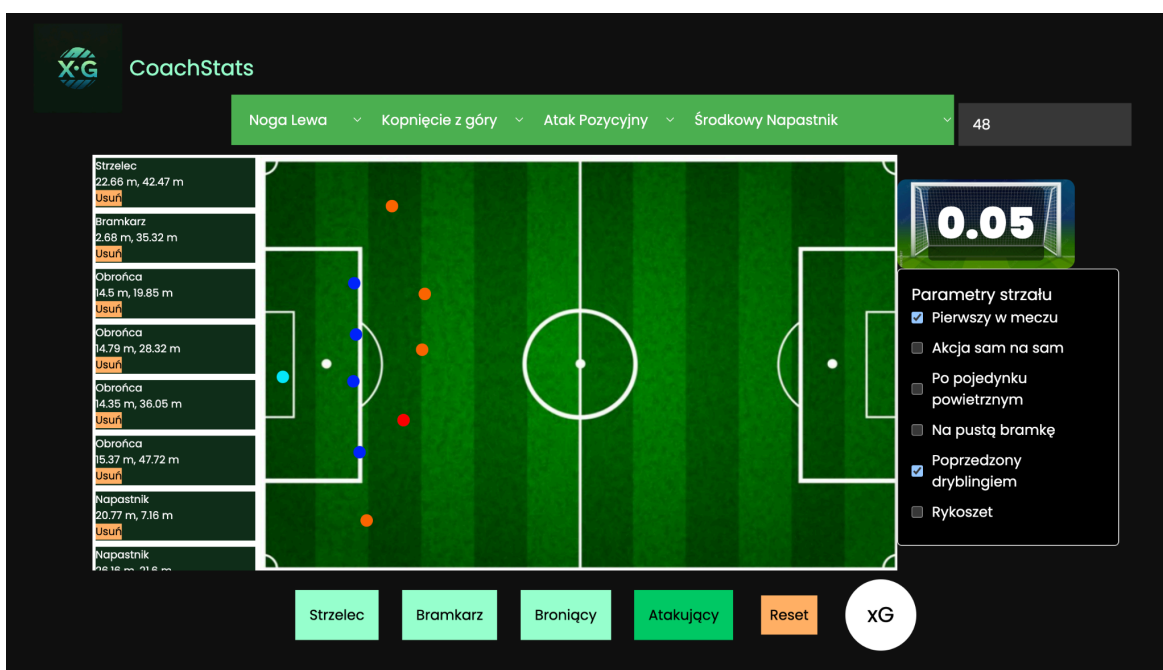 X·G
CoachStats
Noga Lewa
Kopnięcie z góry
Atak Pozycyjny
Środkowy Napastnik
48
Strzelec
22.66 m, 42.47 m
Usuń
Bramkarz
2.68 m, 35.32 m
Usuń
Obrońca
14.5 m, 19.85 m
Usuń
Obrońca
14.79 m, 28.32 m
Usuń
Obrońca
14.35 m, 36.05 m
Usuń
Obrońca
15.37 m, 47.72 m
Usuń
Napastnik
20.77 m, 7.16 m
Usuń
Napastnik
26.16 m, 21.6 m
0.05
Parametry strzału
Pierwszy w meczu
Akcja sam na sam
Po pojedynku
powietrznym
Na pustą bramkę
Poprzedzony
dryblingiem
Rykoszet
Strzelec
Bramkarz
Broniący
Atakujący
Reset
xG